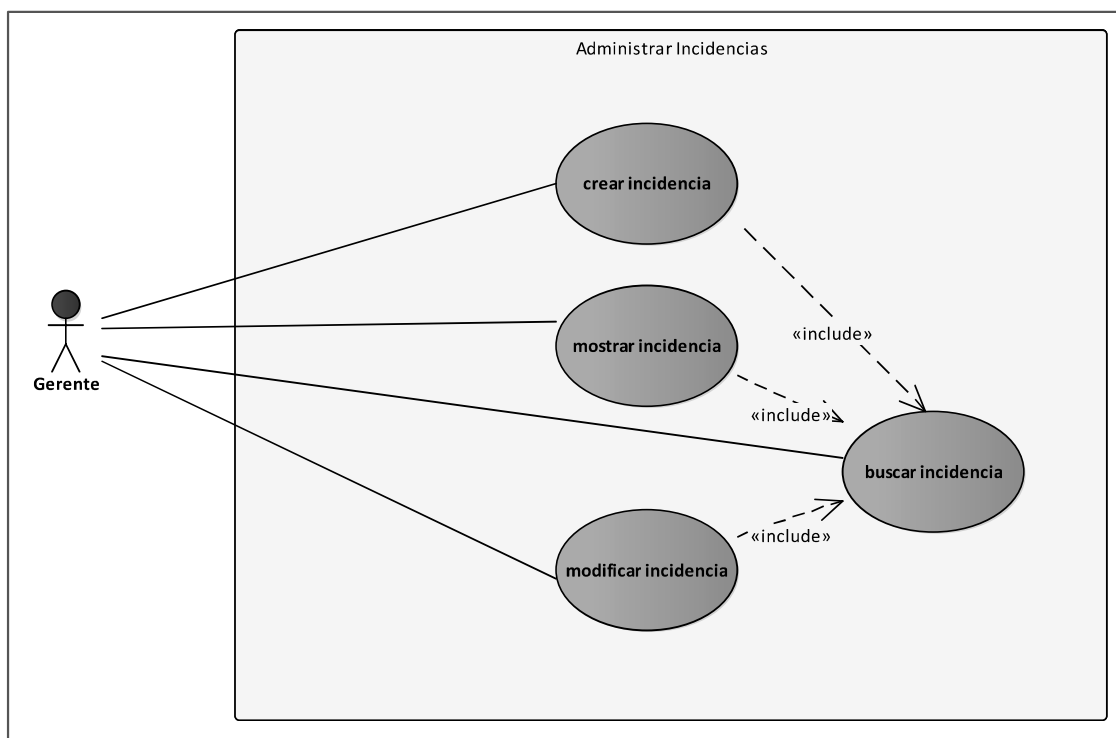 Administrar Incidencias
crear incidencia
«include»
mostrar incidencia
Gerente
«include»
buscar incidencia
«include»
modificar incidencia